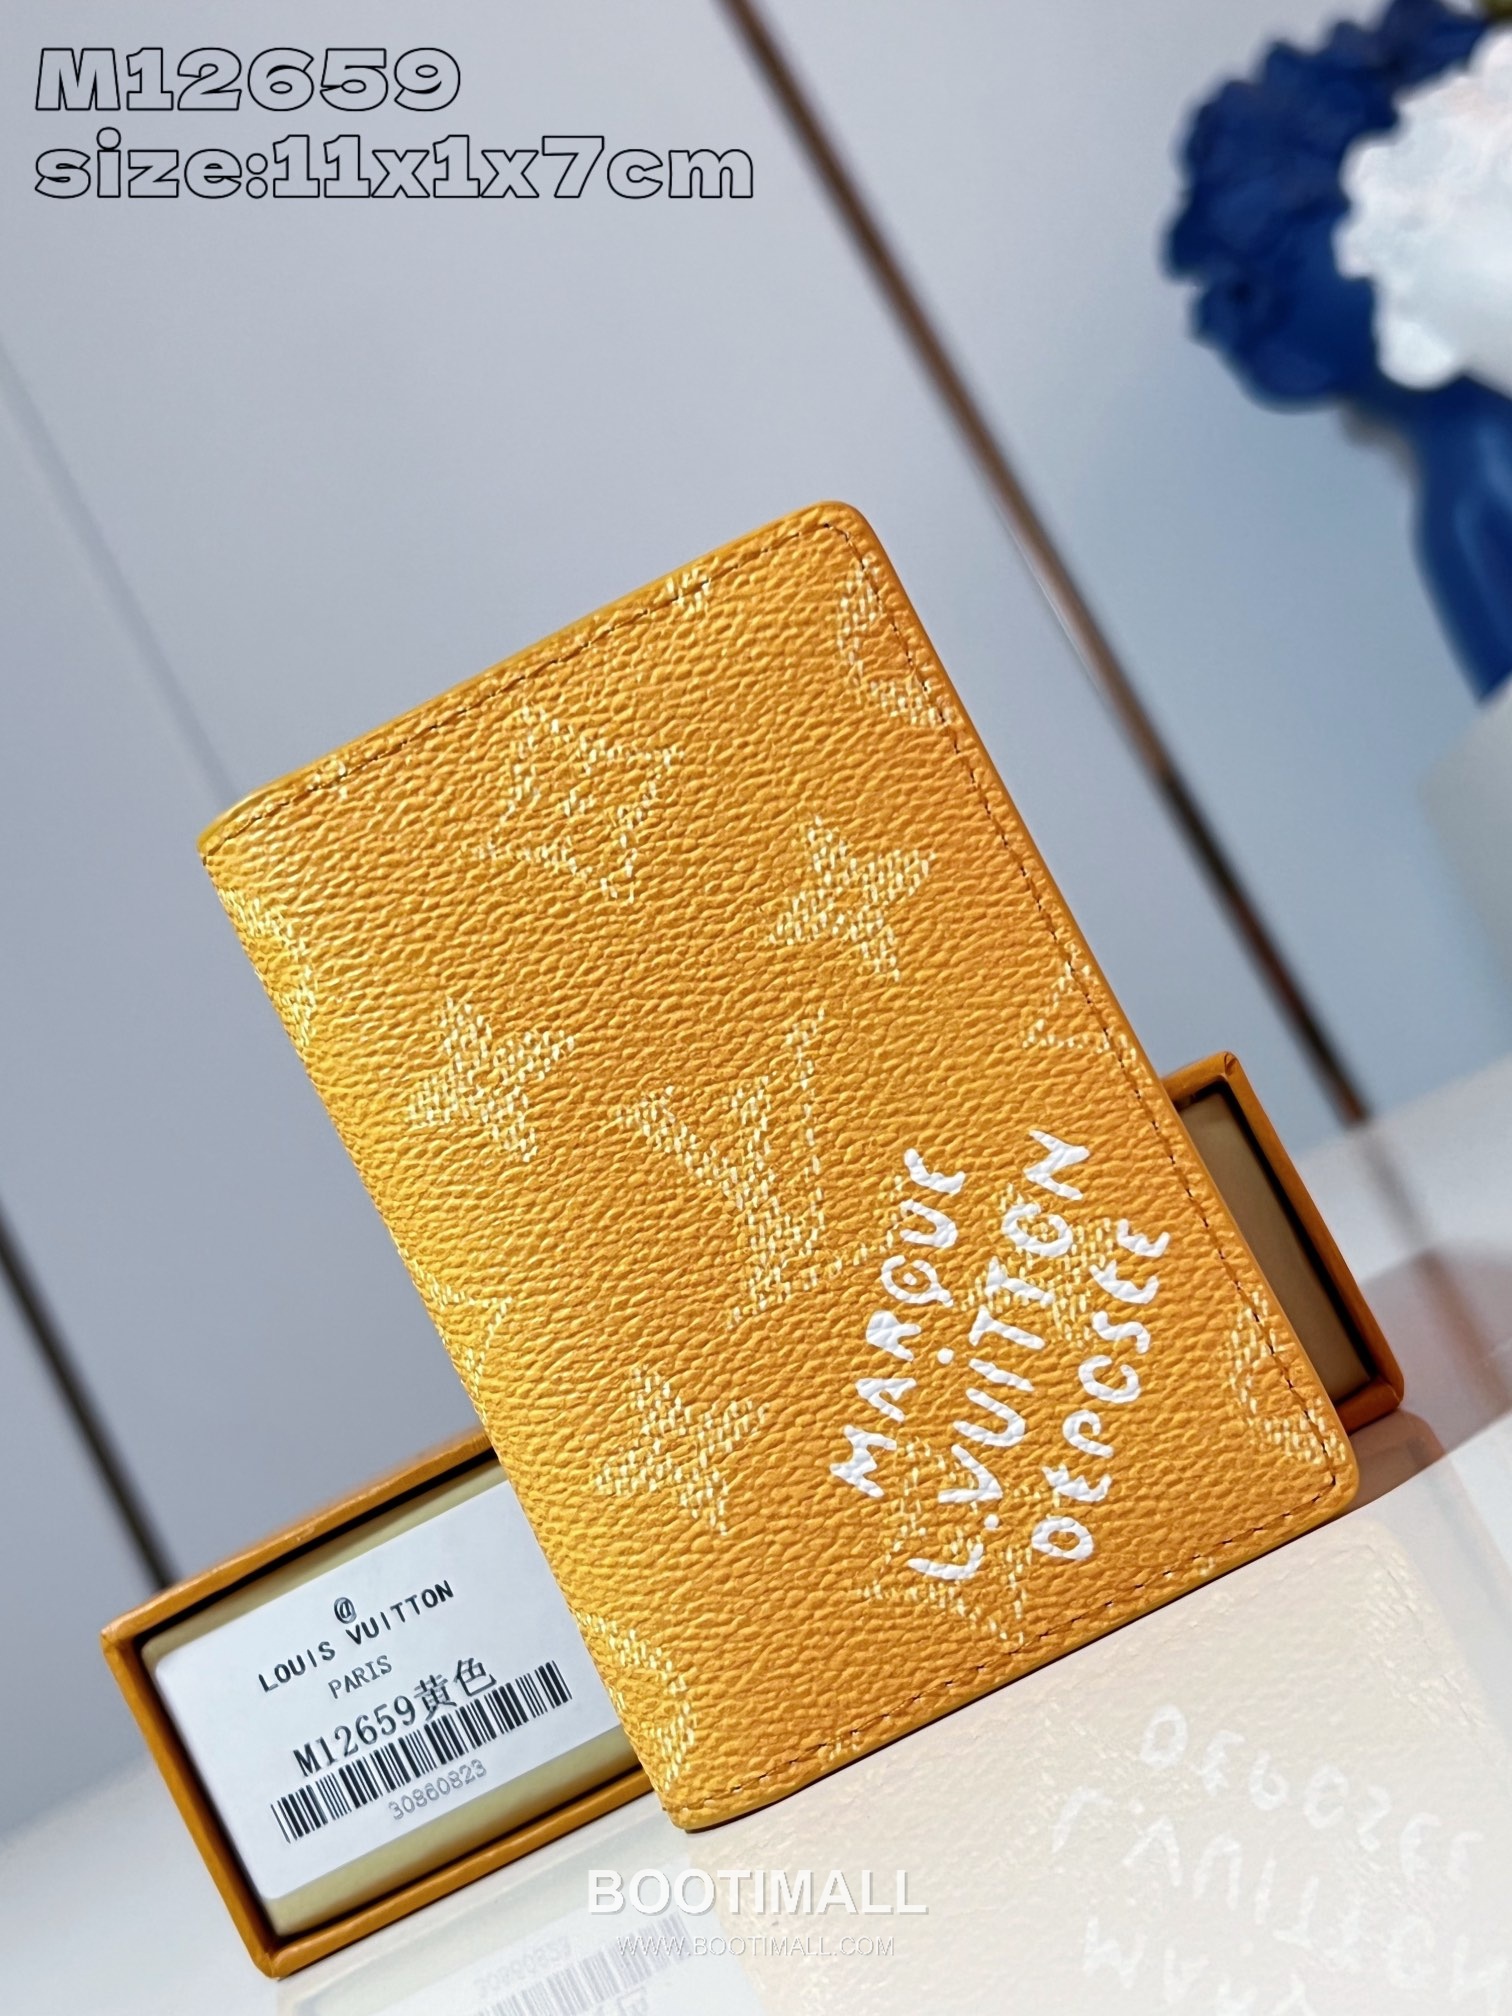 M12659
size:11x1x7cm
MARQUE
L.VUITTON
DEPOSEE
@
LOUIS VUITTON
PARIS
M12659黄色
30860823
BOOTIMALL
WWW.BOOTIMALL.COM